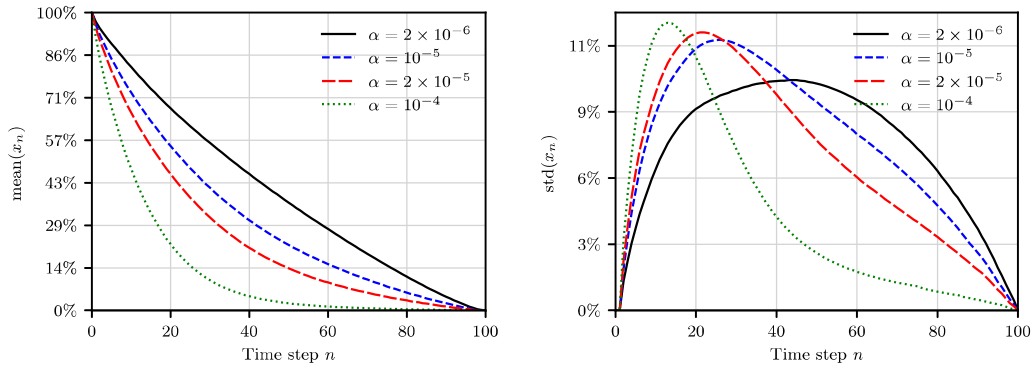 100%
86%
71%
57%
43%
29%
14%
0%
mean(xₙ)
0 20 40 60 80 100
Time step n
α = 2 × 10⁻⁶
α = 10⁻⁵
α = 2 × 10⁻⁵
α = 10⁻⁴
11%
9%
6%
3%
0%
std(xₙ)
0 20 40 60 80 100
Time step n
α = 2 × 10⁻⁶
α = 10⁻⁵
α = 2 × 10⁻⁵
α = 10⁻⁴